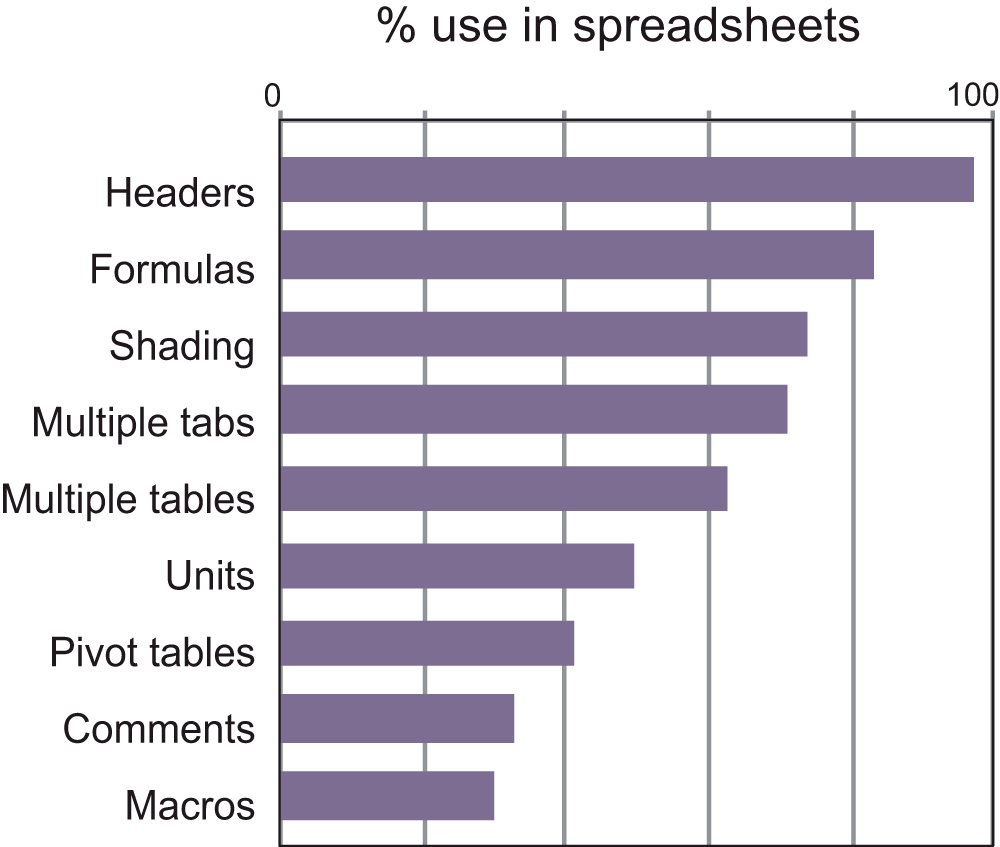 % use in spreadsheets
0
100
Headers
Formulas
Shading
Multiple tabs
Multiple tables
Units
Pivot tables
Comments
Macros